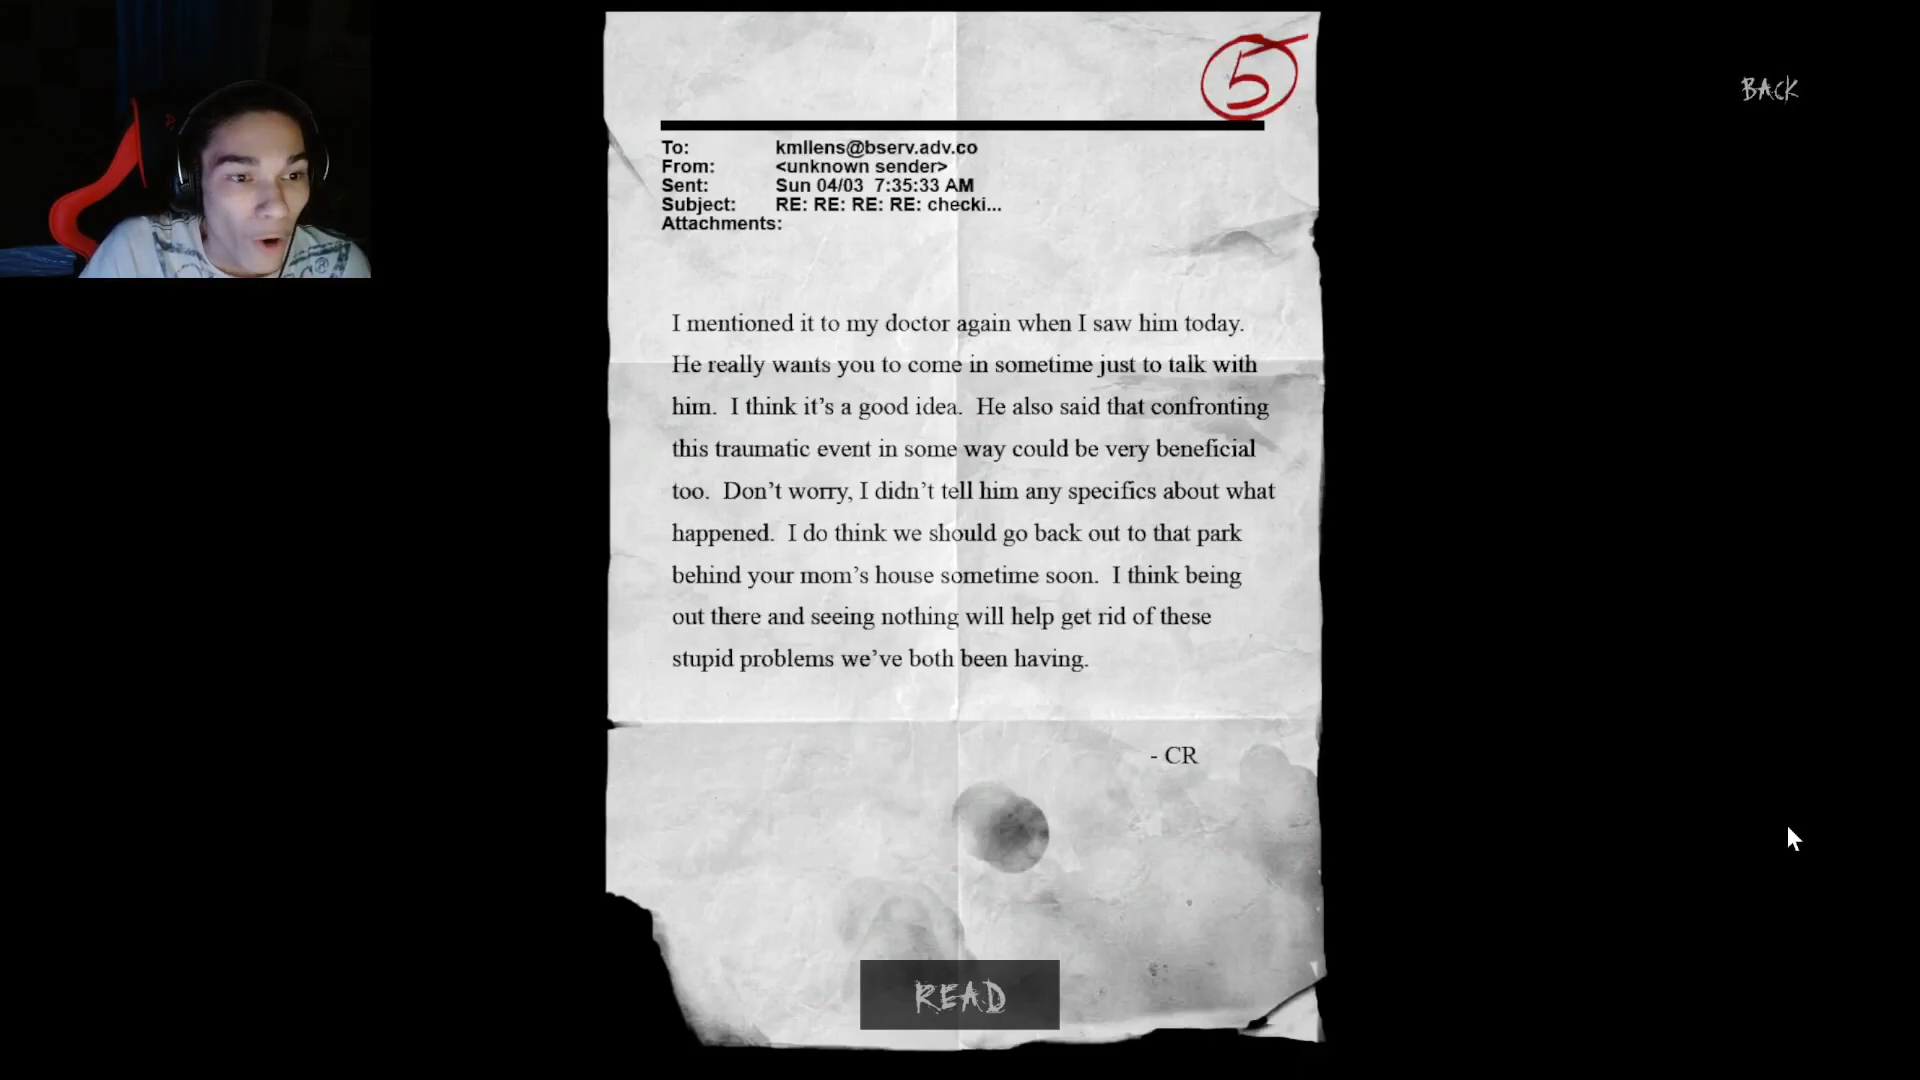 5
BACK
To: kmllens@bserv.adv.co
From: <unknown sender>
Sent: Sun 04/03 7:35:33 AM
Subject: RE: RE: RE: RE: checki...
Attachments:
I mentioned it to my doctor again when I saw him today.
He really wants you to come in sometime just to talk with
him.  I think it’s a good idea.  He also said that confronting
this traumatic event in some way could be very beneficial
too.  Don’t worry, I didn’t tell him any specifics about what
happened.  I do think we should go back out to that park
behind your mom’s house sometime soon.  I think being
out there and seeing nothing will help get rid of these
stupid problems we’ve both been having.
- CR
READ